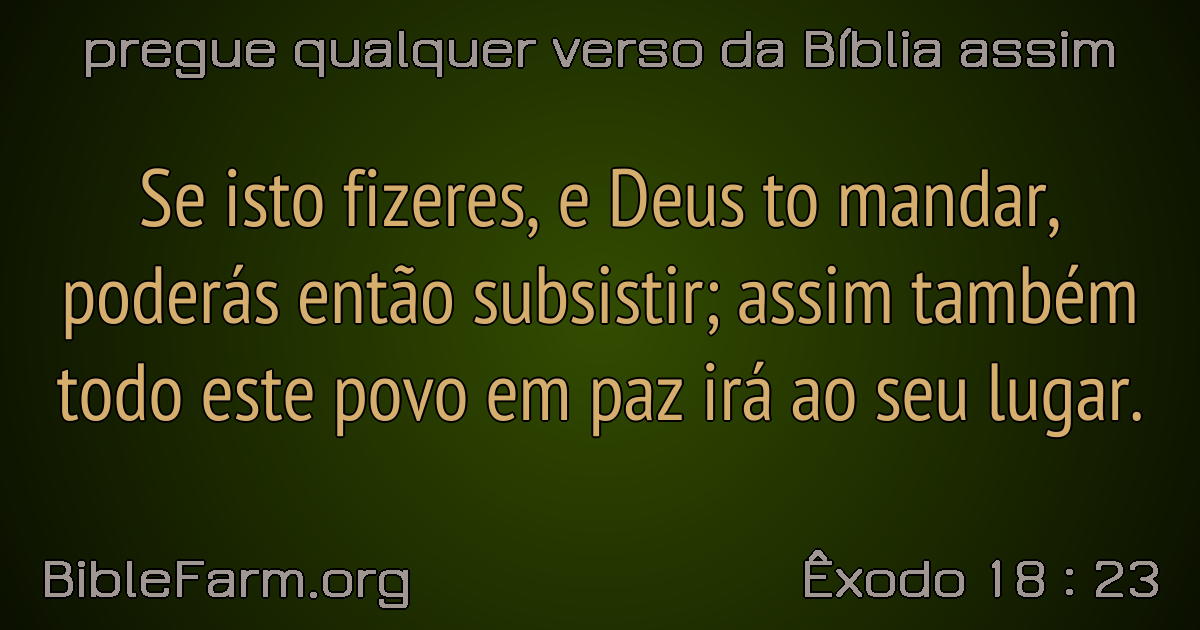 pregue qualquer verso da Bíblia assim
Se isto fizeres, e Deus to mandar,
poderás então subsistir; assim também
todo este povo em paz irá ao seu lugar.
BibleFarm.org
Êxodo 18 : 23